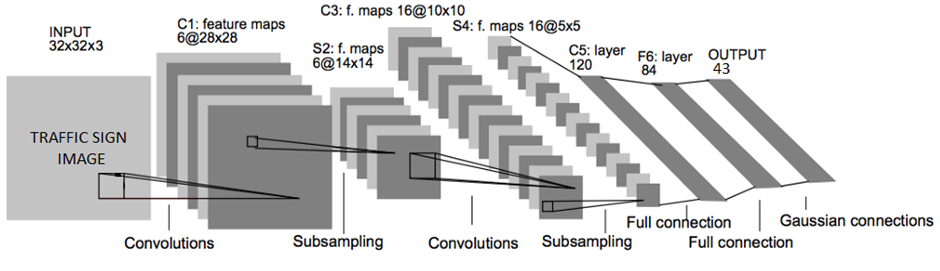 INPUT
32x32x3
C1: feature maps
6@28x28
S2: f. maps
6@14x14
C3: f. maps 16@10x10
S4: f. maps 16@5x5
C5: layer
120
F6: layer
84
OUTPUT
43
TRAFFIC SIGN
IMAGE
Convolutions
Subsampling
Convolutions
Subsampling
Full connection
Full connection
Gaussian connections